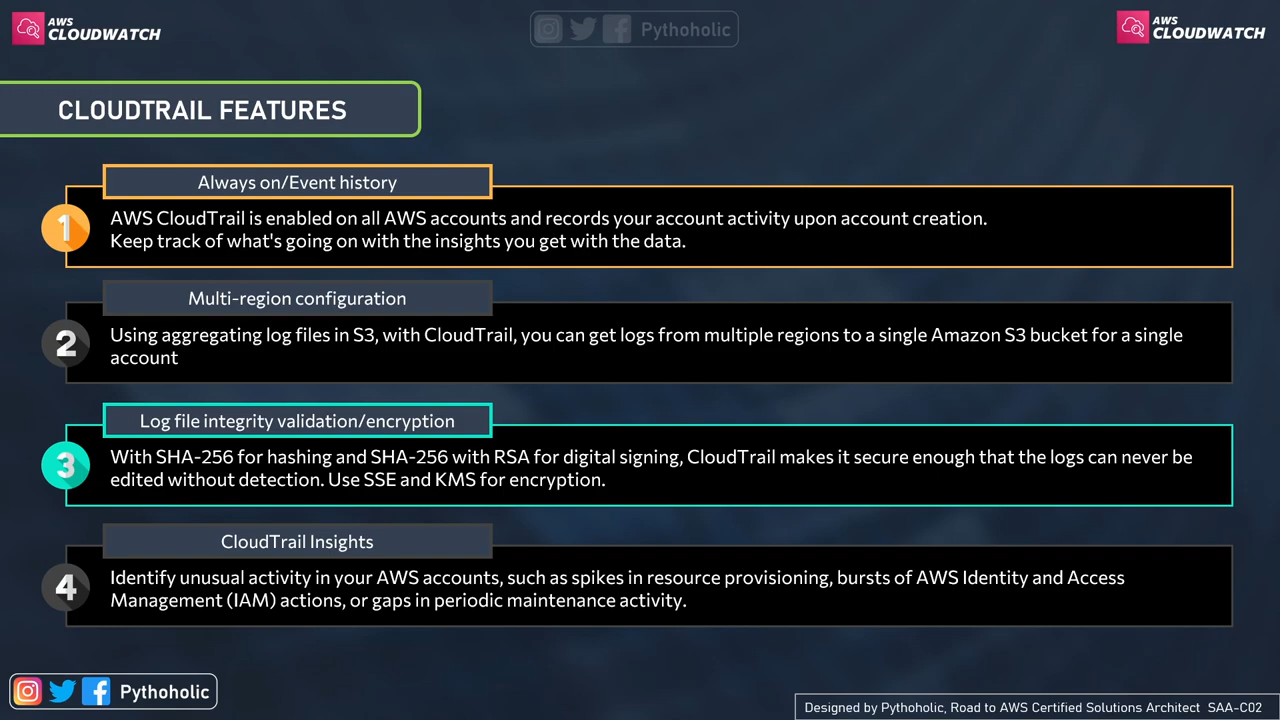 AWS
CLOUDWATCH
Pythoholic
AWS
CLOUDWATCH
CLOUDTRAIL FEATURES
Always on/Event history
1
AWS CloudTrail is enabled on all AWS accounts and records your account activity upon account creation.
Keep track of what's going on with the insights you get with the data.
Multi-region configuration
2
Using aggregating log files in S3, with CloudTrail, you can get logs from multiple regions to a single Amazon S3 bucket for a single
account
Log file integrity validation/encryption
3
With SHA-256 for hashing and SHA-256 with RSA for digital signing, CloudTrail makes it secure enough that the logs can never be
edited without detection. Use SSE and KMS for encryption.
CloudTrail Insights
4
Identify unusual activity in your AWS accounts, such as spikes in resource provisioning, bursts of AWS Identity and Access
Management (IAM) actions, or gaps in periodic maintenance activity.
Pythoholic
Designed by Pythoholic, Road to AWS Certified Solutions Architect SAA-C02